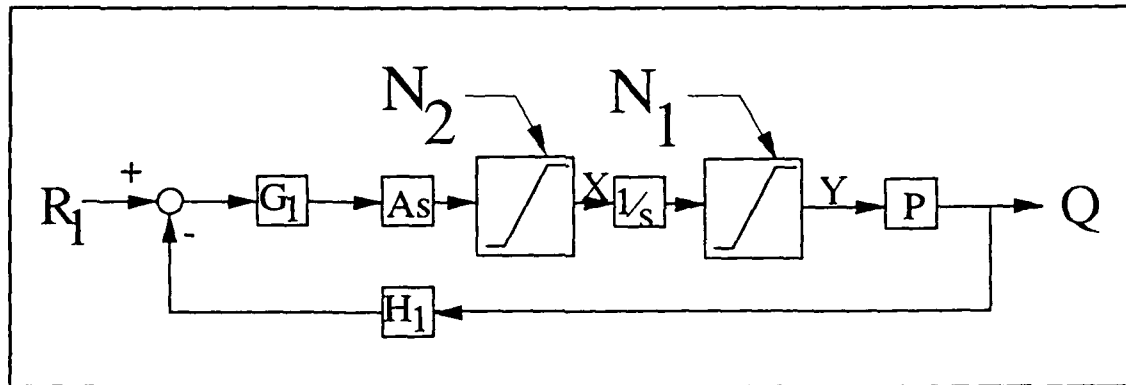 N2
N1
R1
+
-
G1
As
X
1/s
Y
P
Q
H1